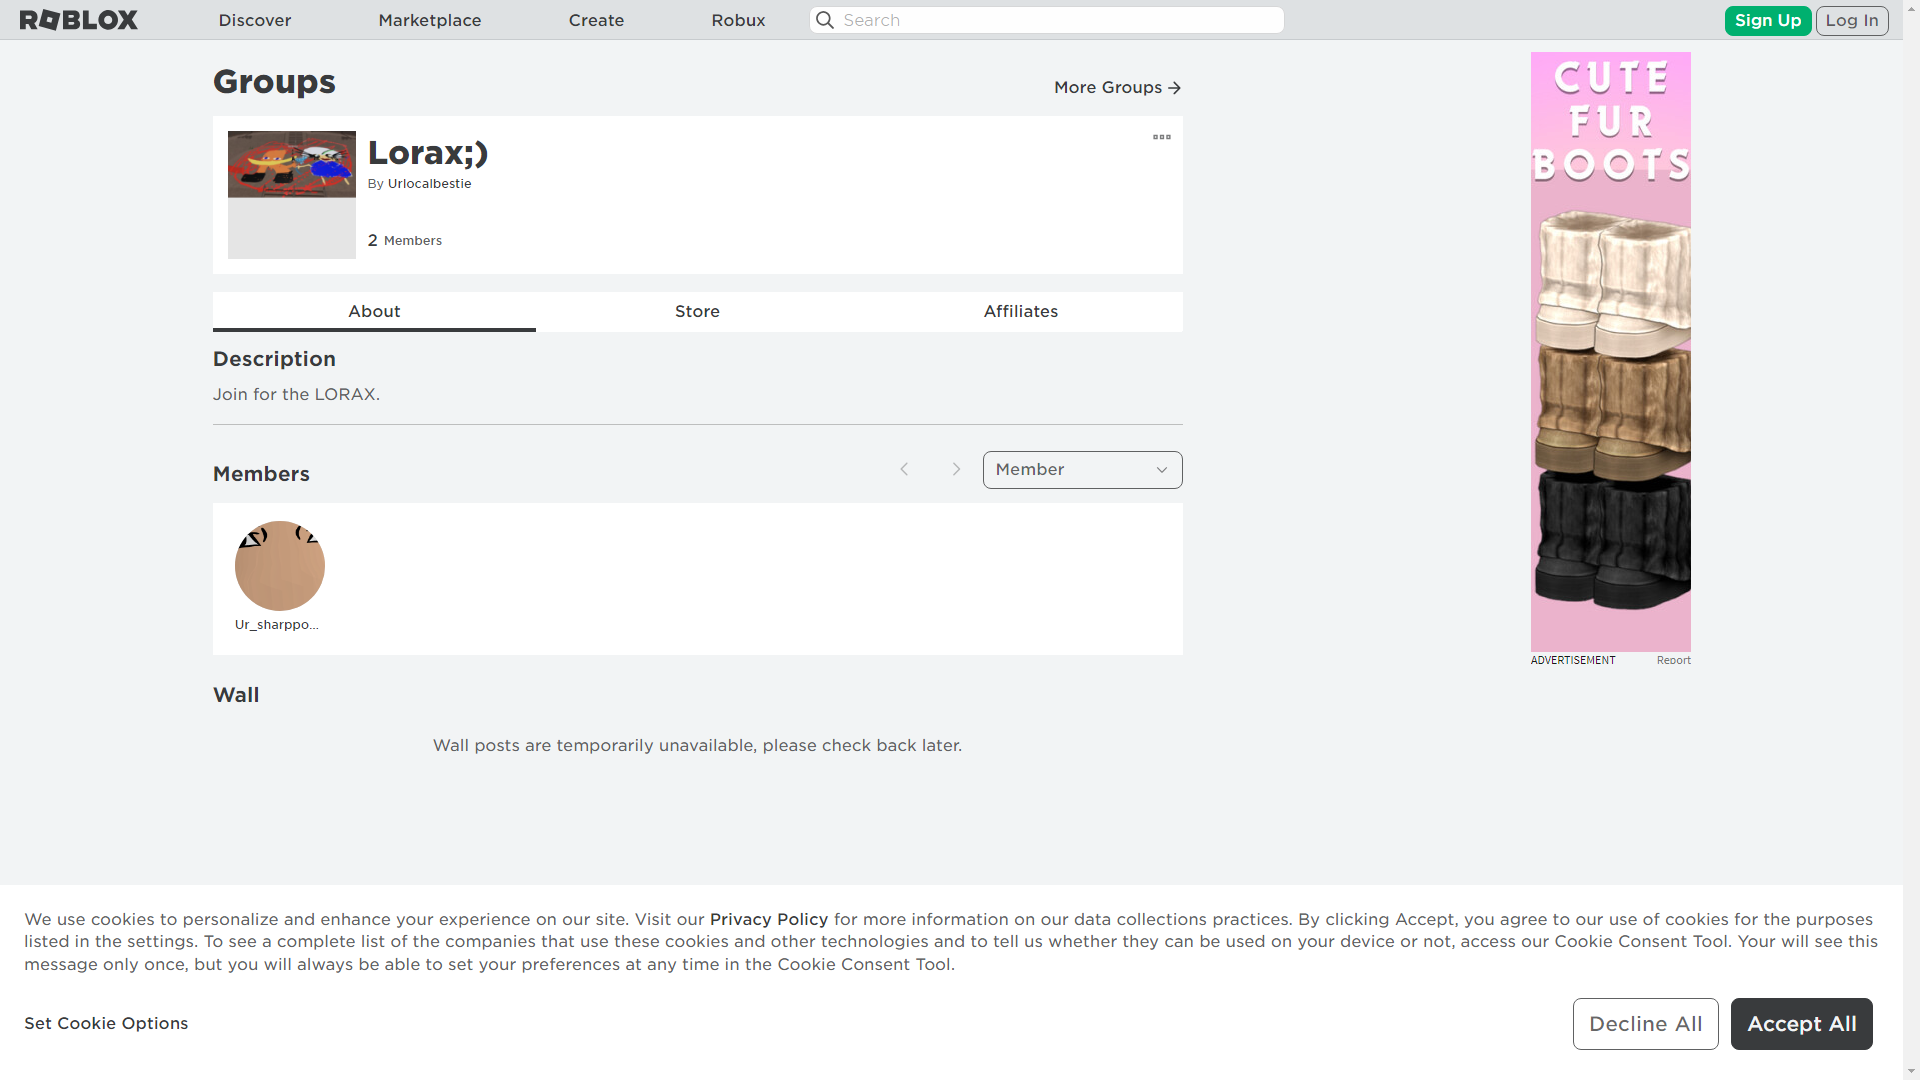 ROBLOX
Discover
Marketplace
Create
Robux
Search
Sign Up
Log In
Groups
More Groups
Lorax;)
By Urlocalbestie
2 Members
About
Store
Affiliates
Description
Join for the LORAX.
Members
Member
Ur_sharppo...
Wall
Wall posts are temporarily unavailable, please check back later.
CUTE
FUR
BOOTS
ADVERTISEMENT
Report
We use cookies to personalize and enhance your experience on our site. Visit our Privacy Policy for more information on our data collections practices. By clicking Accept, you agree to our use of cookies for the purposes
listed in the settings. To see a complete list of the companies that use these cookies and other technologies and to tell us whether they can be used on your device or not, access our Cookie Consent Tool. Your will see this
message only once, but you will always be able to set your preferences at any time in the Cookie Consent Tool.
Set Cookie Options
Decline All
Accept All